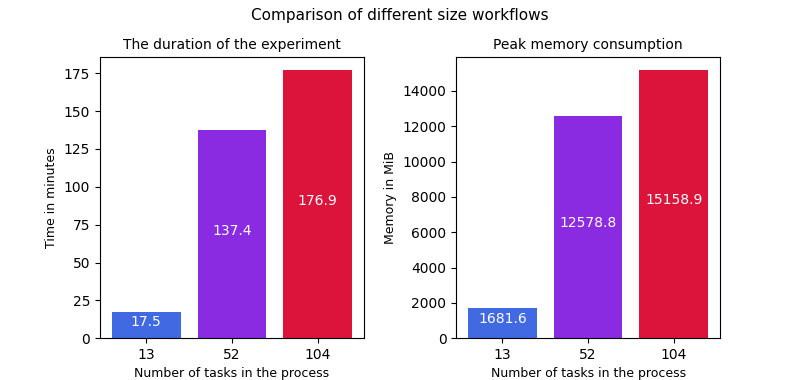 Comparison of different size workflows
The duration of the experiment
Time in minutes
175
150
125
100
75
50
25
0
17.5
137.4
176.9
13 52 104
Number of tasks in the process
Peak memory consumption
Memory in MiB
14000
12000
10000
8000
6000
4000
2000
0
1681.6
12578.8
15158.9
13 52 104
Number of tasks in the process